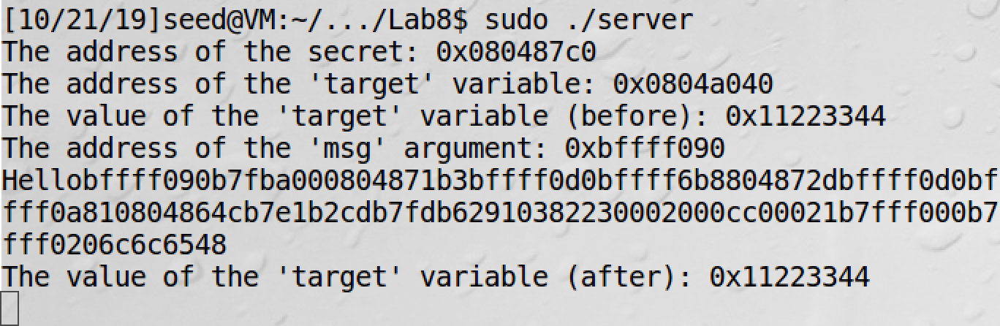 [10/21/19]seed@VM:~/.../Lab8$ sudo ./server
The address of the secret: 0x080487c0
The address of the 'target' variable: 0x0804a040
The value of the 'target' variable (before): 0x11223344
The address of the 'msg' argument: 0xbffff090
Hellobffff090b7fba000804871b3bffff0d0bffff6b8804872dbffff0d0bf
fff0a810804864cb7e1b2cdb7fdb62910382230002000cc00021b7fff000b7
fff0206c6c6548
The value of the 'target' variable (after): 0x11223344